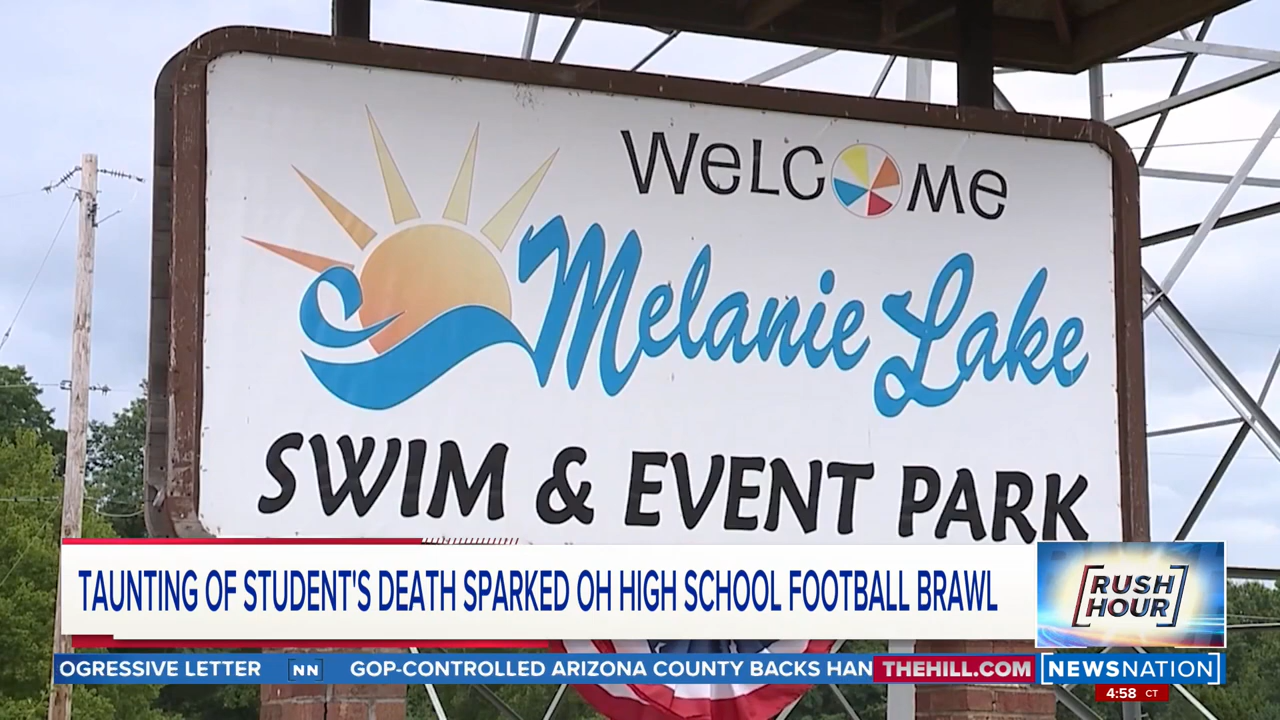 WeLCOMe
Melanie Lake
SWIM & EVENT PARK
TAUNTING OF STUDENT'S DEATH SPARKED OH HIGH SCHOOL FOOTBALL BRAWL
[RUSH
HOUR]
OGRESSIVE LETTER NN GOP-CONTROLLED ARIZONA COUNTY BACKS HAN THEHILL.COM NEWSNATION
4:58 CT